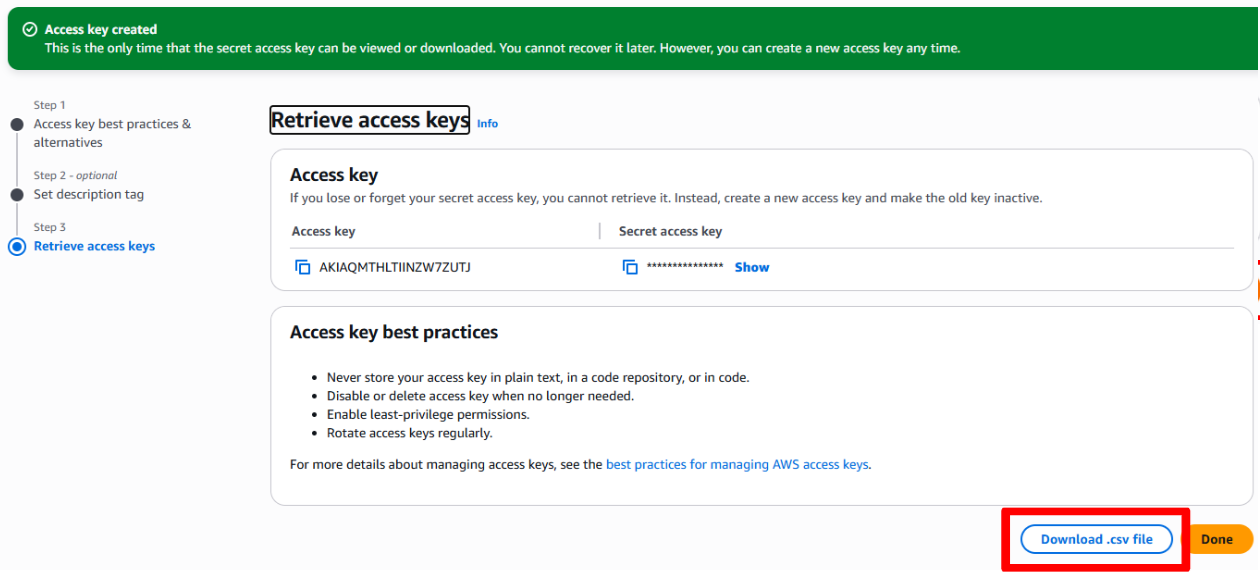 Access key created
This is the only time that the secret access key can be viewed or downloaded. You cannot recover it later. However, you can create a new access key any time.
Step 1
Access key best practices &
alternatives
Step 2 - optional
Set description tag
Step 3
Retrieve access keys
Retrieve access keys Info
Access key
If you lose or forget your secret access key, you cannot retrieve it. Instead, create a new access key and make the old key inactive.
Access key Secret access key
AKIAQMTHLTIINZW7ZUTJ *************** Show
Access key best practices
• Never store your access key in plain text, in a code repository, or in code.
• Disable or delete access key when no longer needed.
• Enable least-privilege permissions.
• Rotate access keys regularly.
For more details about managing access keys, see the best practices for managing AWS access keys.
Download .csv file Done